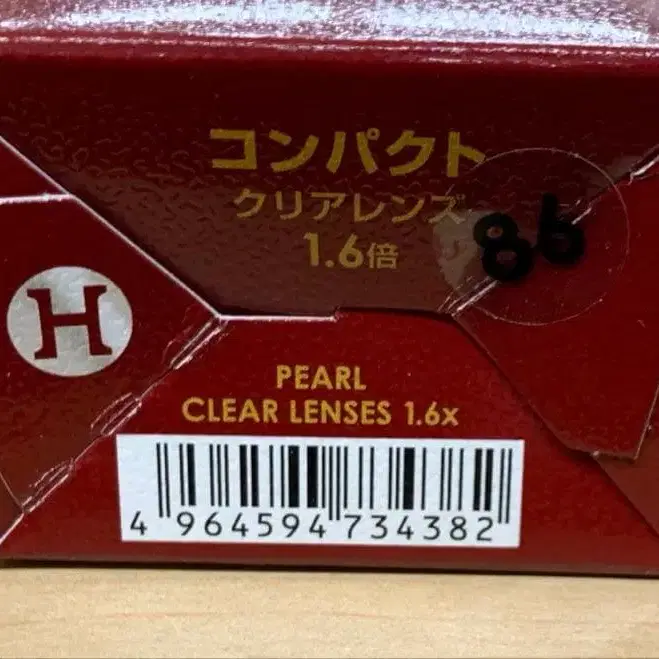 コンパクト
クリアレンズ
1.6倍
86
H
PEARL
CLEAR LENSES 1.6x
4 964594 734382